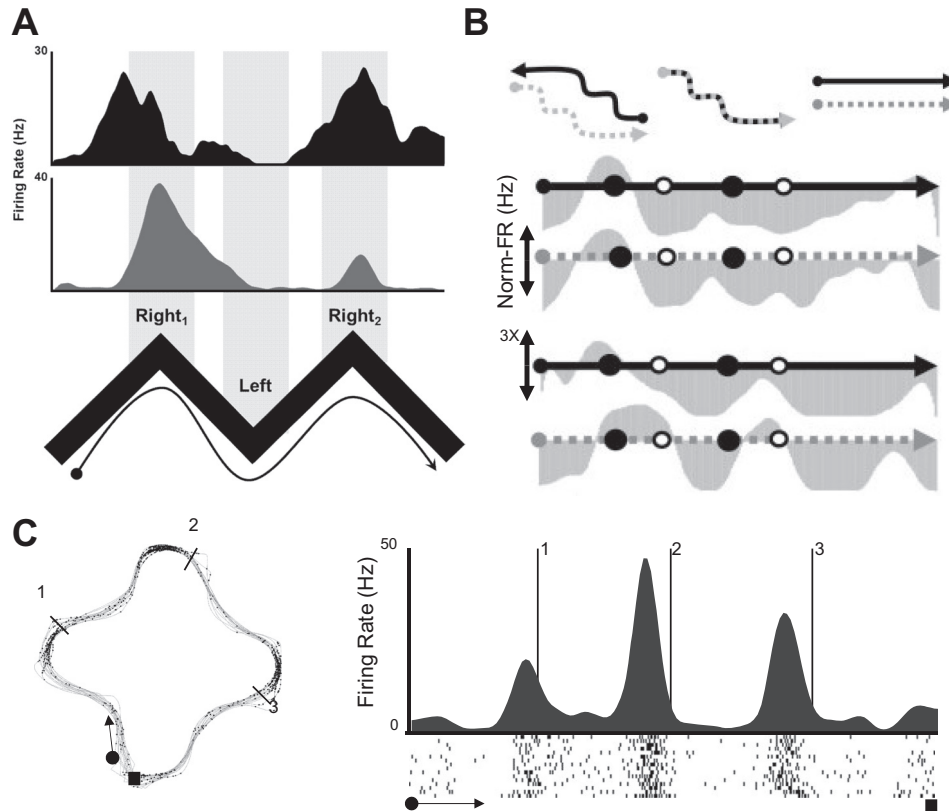 A
30
Firing Rate (Hz)
40
Right₁
Right₂
Left
B
Norm-FR (Hz)
3X
C
1
2
3
50
Firing Rate (Hz)
0
1
2
3